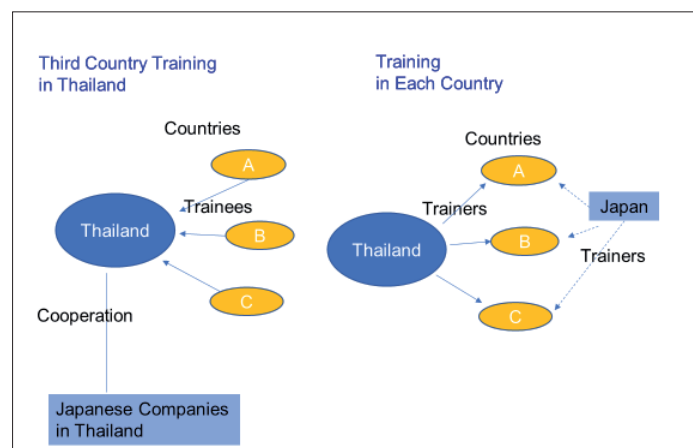 Third Country Training
in Thailand
Countries
A
Trainees
Thailand
B
C
Cooperation
Japanese Companies
in Thailand
Training
in Each Country
Countries
A
Trainers
Japan
Thailand
B
Trainers
C